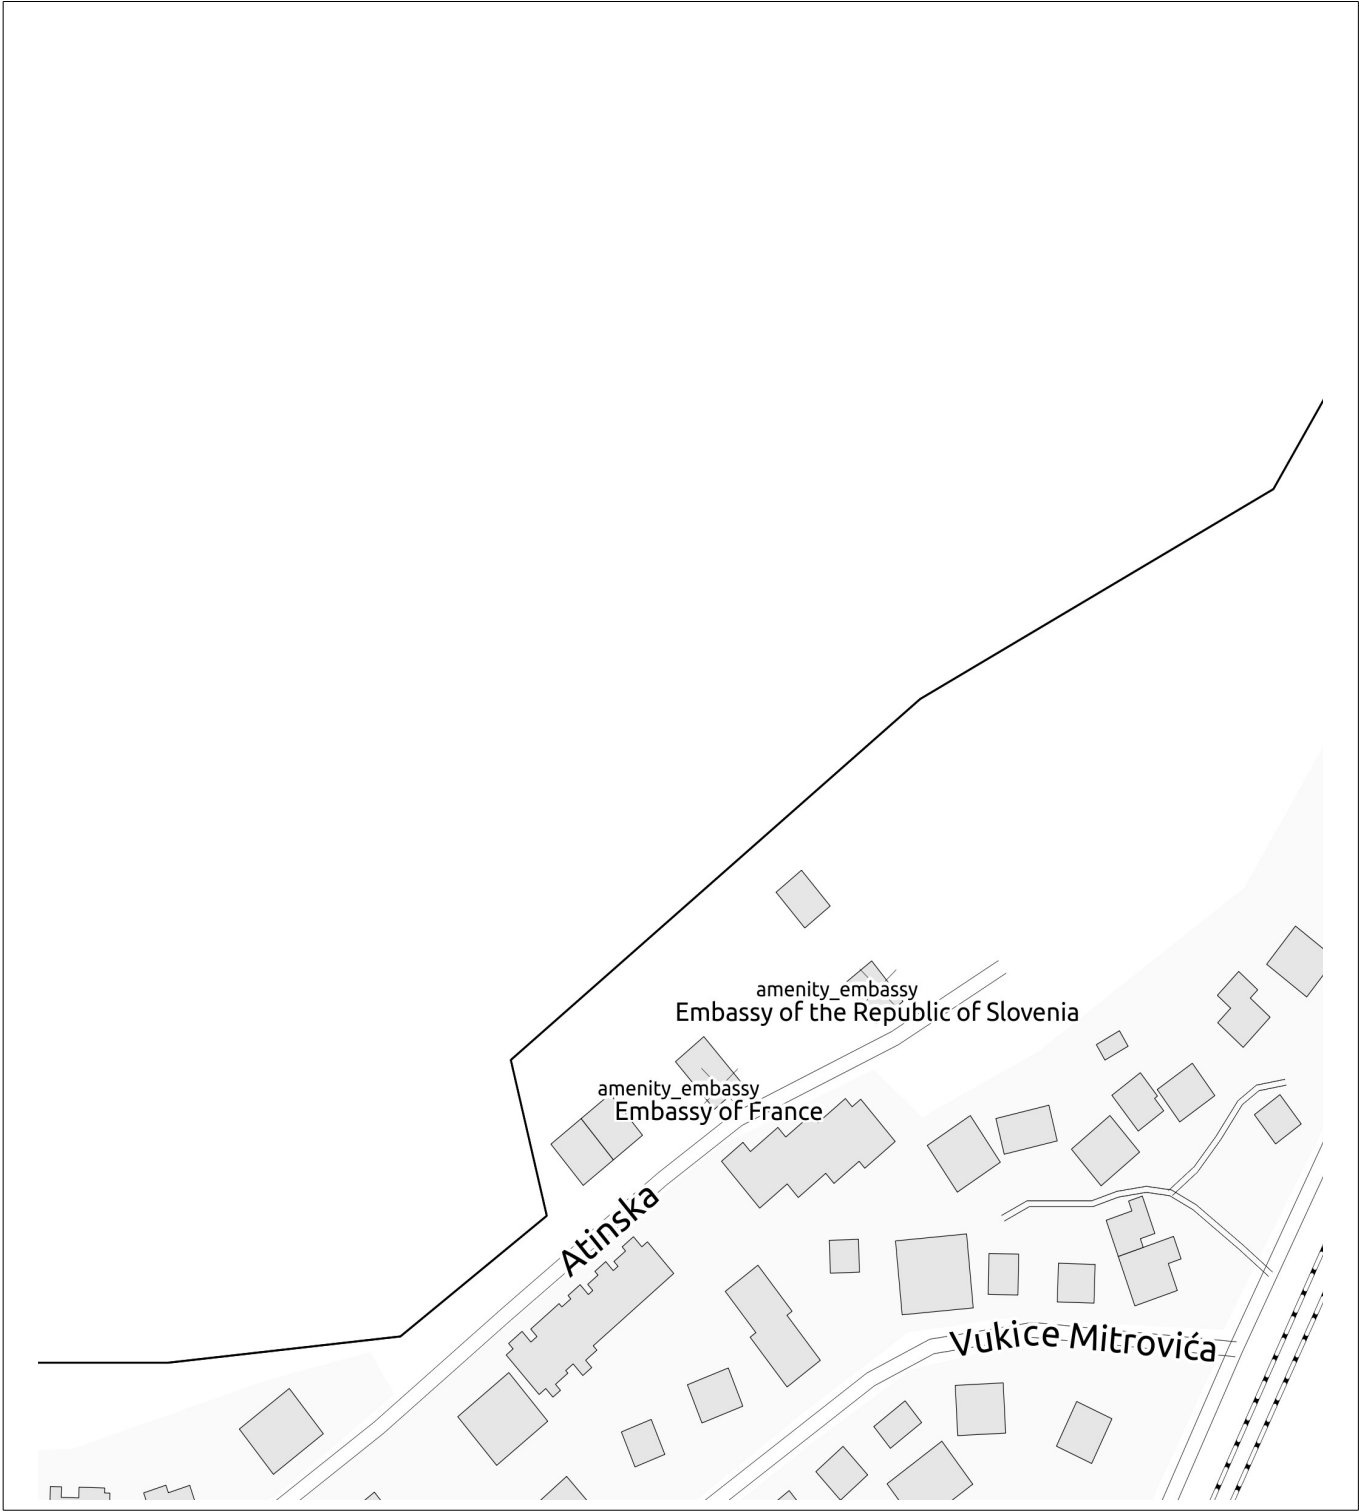 amenity_embassy
Embassy of the Republic of Slovenia
amenity_embassy
Embassy of France
Atinska
Vukice Mitrovića